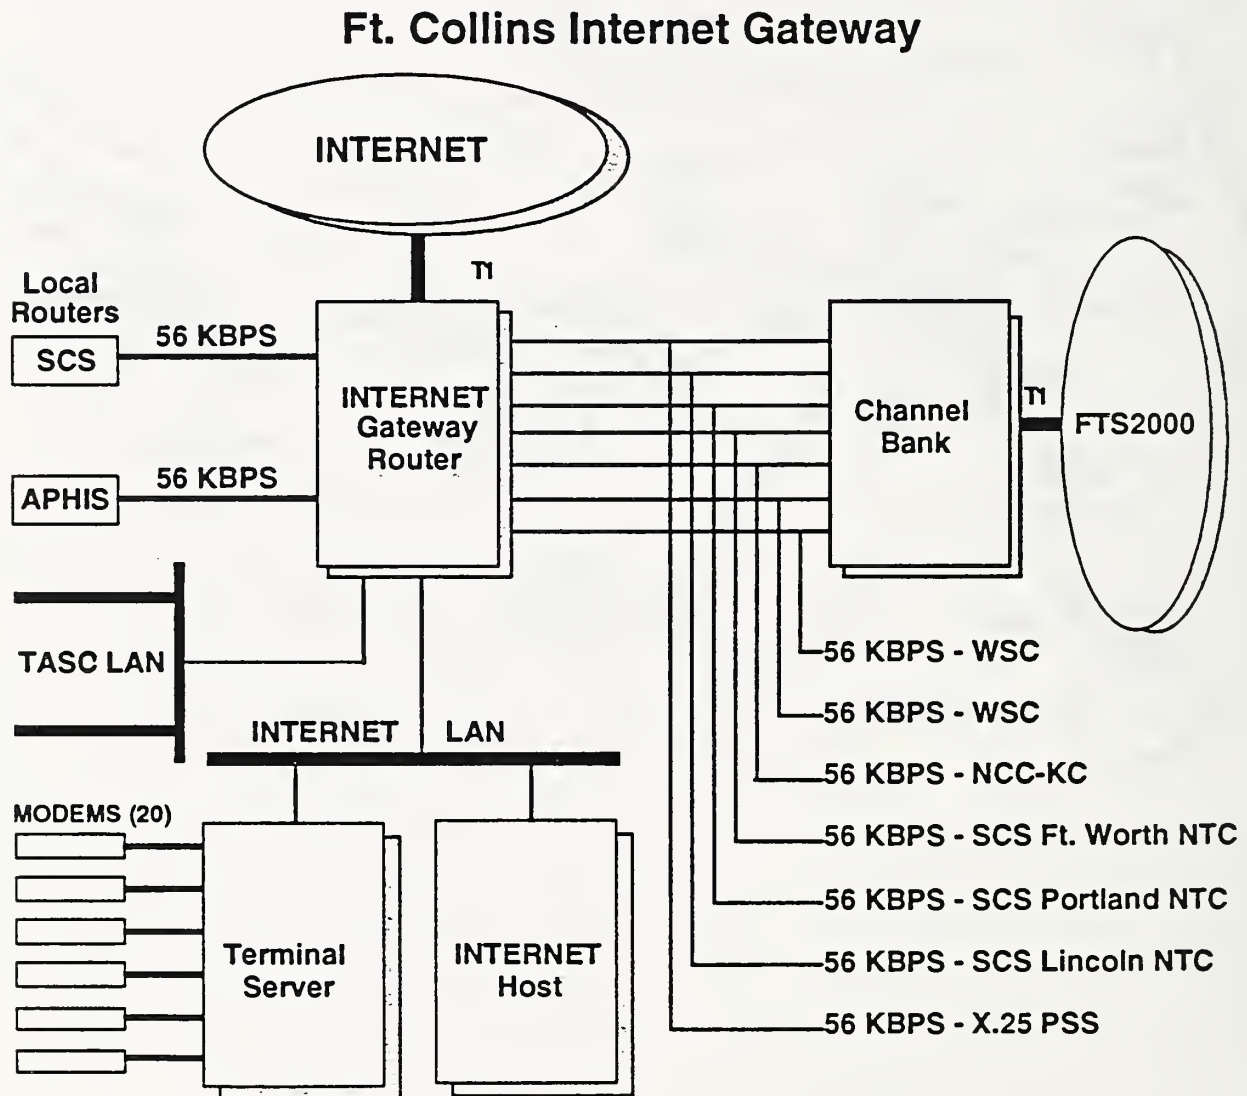 Ft. Collins Internet Gateway
INTERNET
T1
Local
Routers
SCS
56 KBPS
APHIS
56 KBPS
INTERNET
Gateway
Router
Channel
Bank
T1
FTS2000
TASC LAN
INTERNET LAN
MODEMS (20)
Terminal
Server
INTERNET
Host
56 KBPS - WSC
56 KBPS - WSC
56 KBPS - NCC-KC
56 KBPS - SCS Ft. Worth NTC
56 KBPS - SCS Portland NTC
56 KBPS - SCS Lincoln NTC
56 KBPS - X.25 PSS